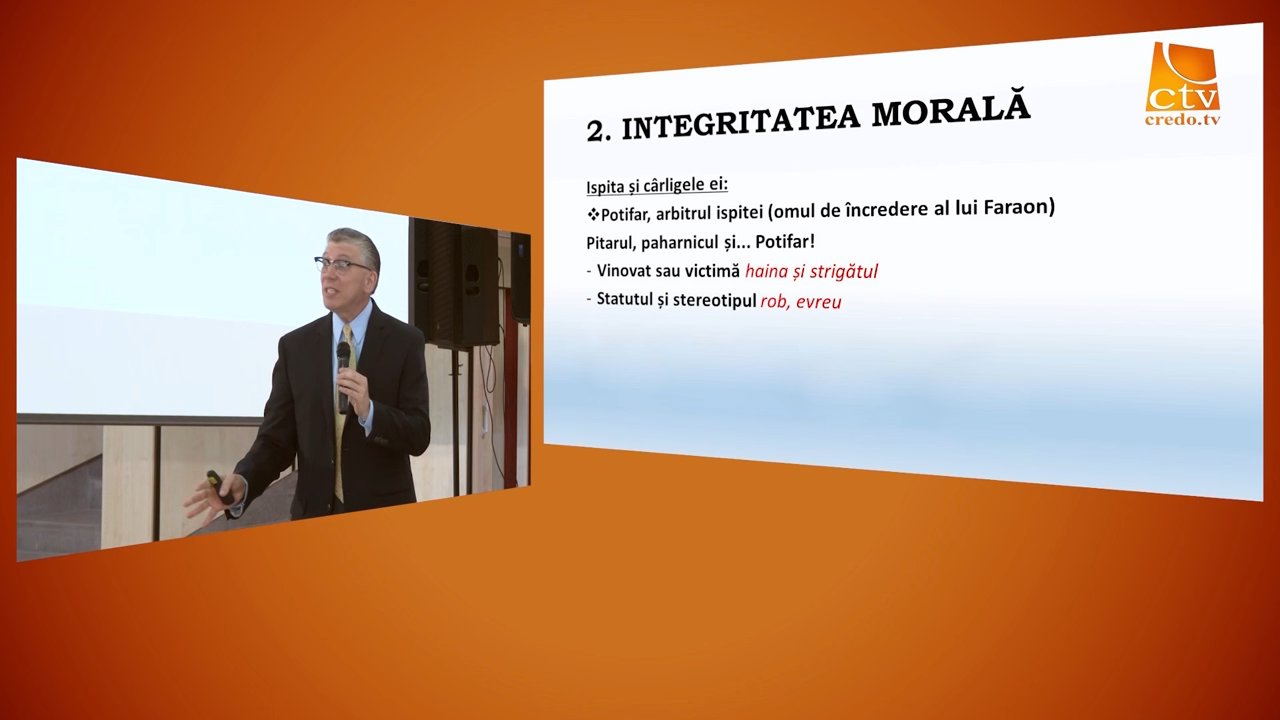 ctv
credo.tv
2. INTEGRITATEA MORALĂ
Ispita și cârligele ei:
❖Potifar, arbitrul ispitei (omul de încredere al lui Faraon)
Pitarul, paharnicul și... Potifar!
- Vinovat sau victimă haina și strigătul
- Statutul și stereotipul rob, evreu